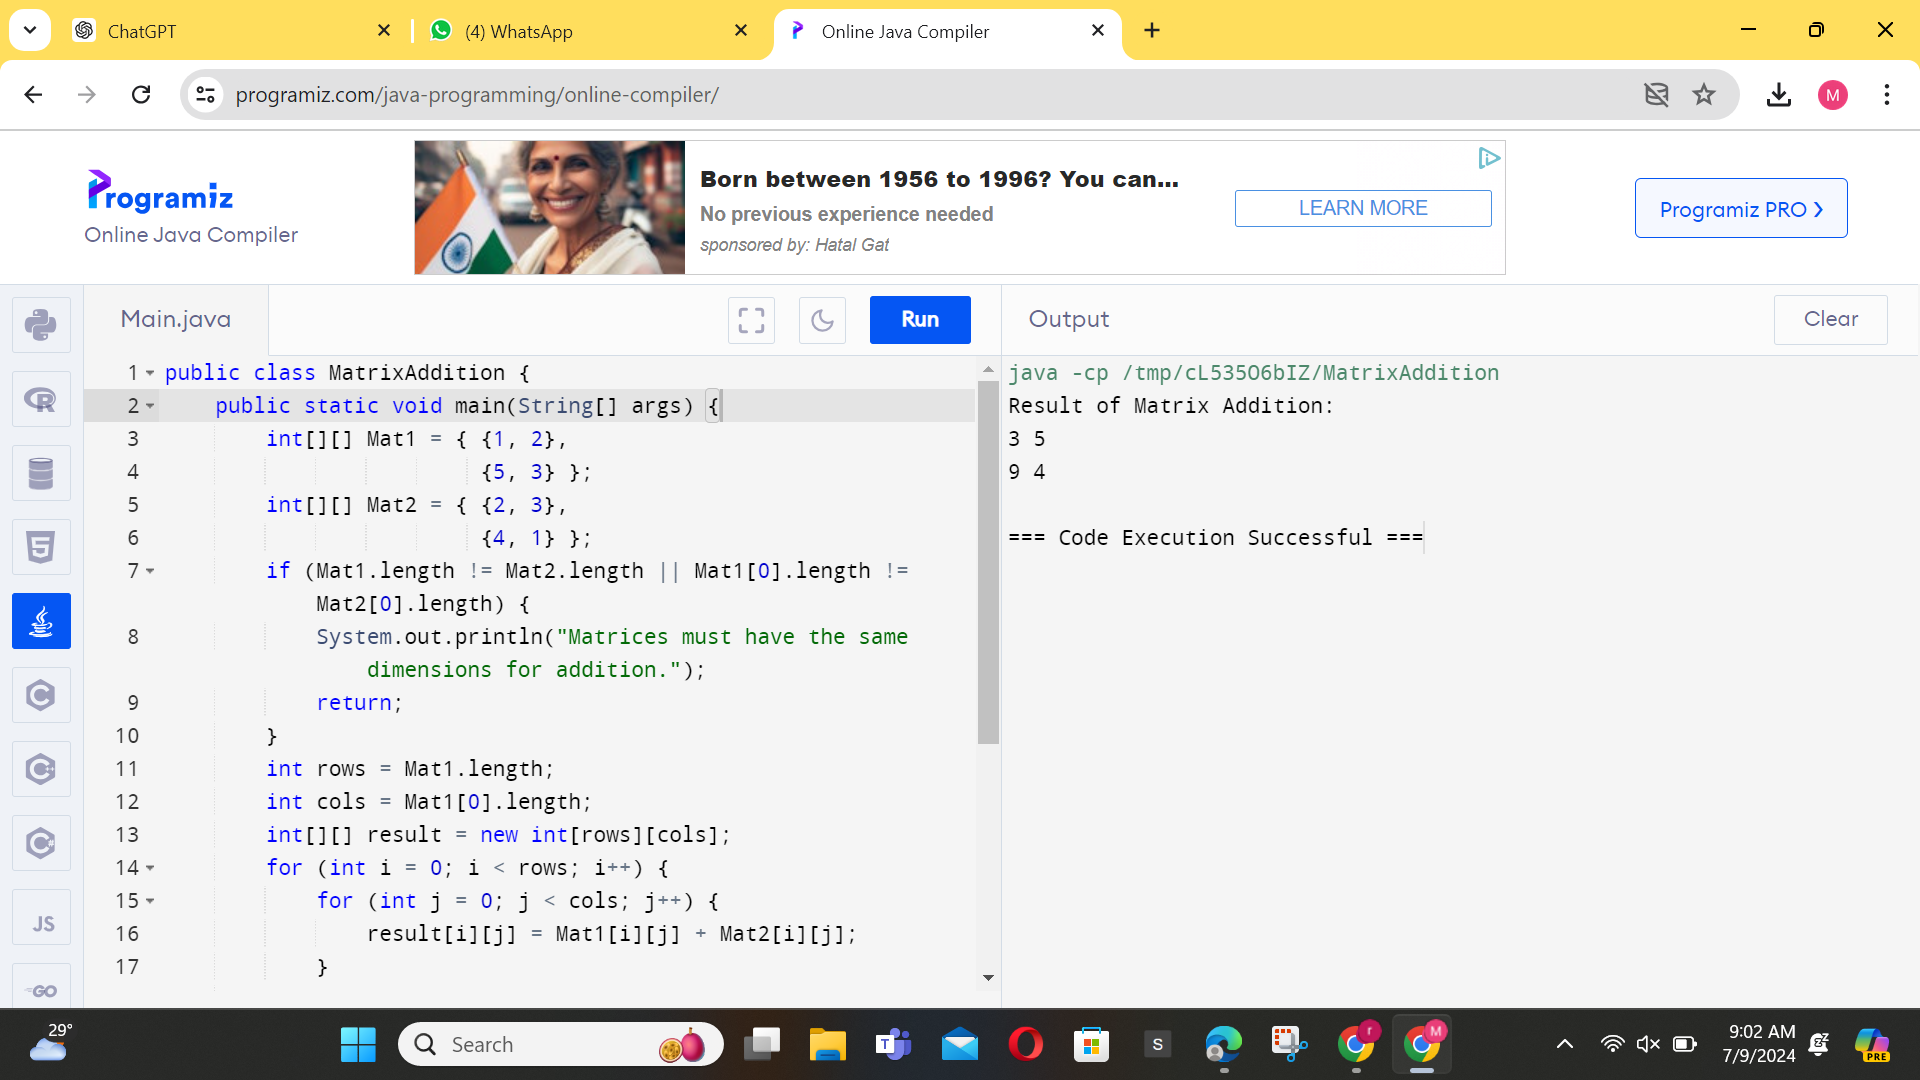 ChatGPT
(4) WhatsApp
Online Java Compiler
programiz.com/java-programming/online-compiler/
M
Programiz
Online Java Compiler
Born between 1956 to 1996? You can...
No previous experience needed
sponsored by: Hatal Gat
LEARN MORE
Programiz PRO ❯
Main.java
Run
Output
Clear
1 public class MatrixAddition {
2 public static void main(String[] args) {
3 int[][] Mat1 = { {1, 2},
4 {5, 3} };
5 int[][] Mat2 = { {2, 3},
6 {4, 1} };
7 if (Mat1.length != Mat2.length || Mat1[0].length !=
Mat2[0].length) {
8 System.out.println("Matrices must have the same
dimensions for addition.");
9 return;
10 }
11 int rows = Mat1.length;
12 int cols = Mat1[0].length;
13 int[][] result = new int[rows][cols];
14 for (int i = 0; i < rows; i++) {
15 for (int j = 0; j < cols; j++) {
16 result[i][j] = Mat1[i][j] + Mat2[i][j];
17 }
java -cp /tmp/cL535O6bIZ/MatrixAddition
Result of Matrix Addition:
3 5
9 4
=== Code Execution Successful ===
R
5
C
C
C#
JS
GO
29°
Search
T
S
r
M
9:02 AM
7/9/2024
PRE